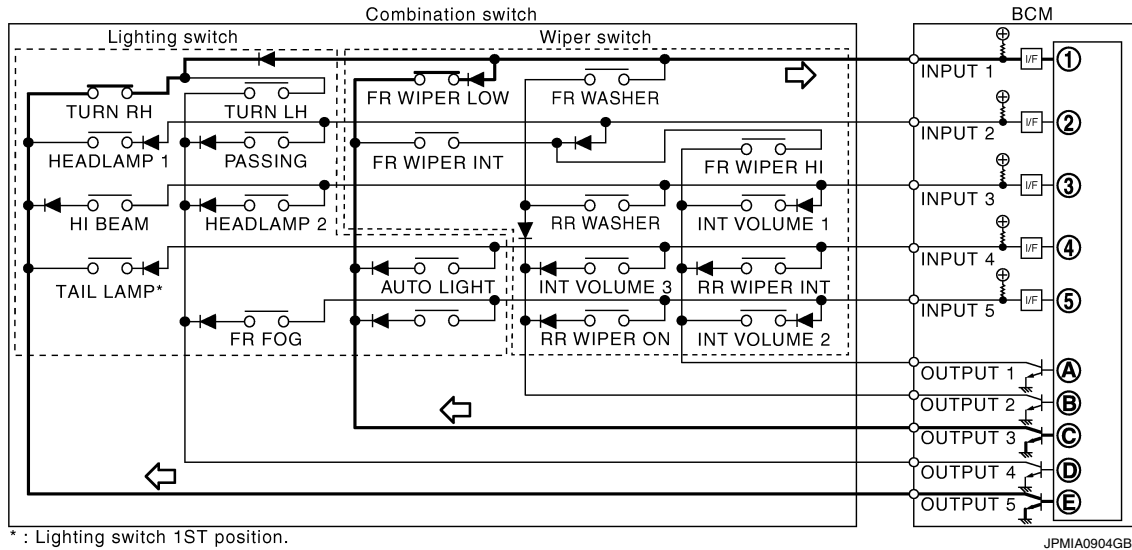 Combination switch
BCM
Lighting switch
Wiper switch
INPUT 1
I/F
1
TURN RH
TURN LH
FR WIPER LOW
FR WASHER
INPUT 2
I/F
2
HEADLAMP 1
PASSING
FR WIPER INT
FR WIPER HI
INPUT 3
I/F
3
HI BEAM
HEADLAMP 2
RR WASHER
INT VOLUME 1
INPUT 4
I/F
4
TAIL LAMP*
AUTO LIGHT
INT VOLUME 3
RR WIPER INT
INPUT 5
I/F
5
FR FOG
RR WIPER ON
INT VOLUME 2
OUTPUT 1
A
OUTPUT 2
B
OUTPUT 3
C
OUTPUT 4
D
OUTPUT 5
E
* : Lighting switch 1ST position.
JPMIA0904GB